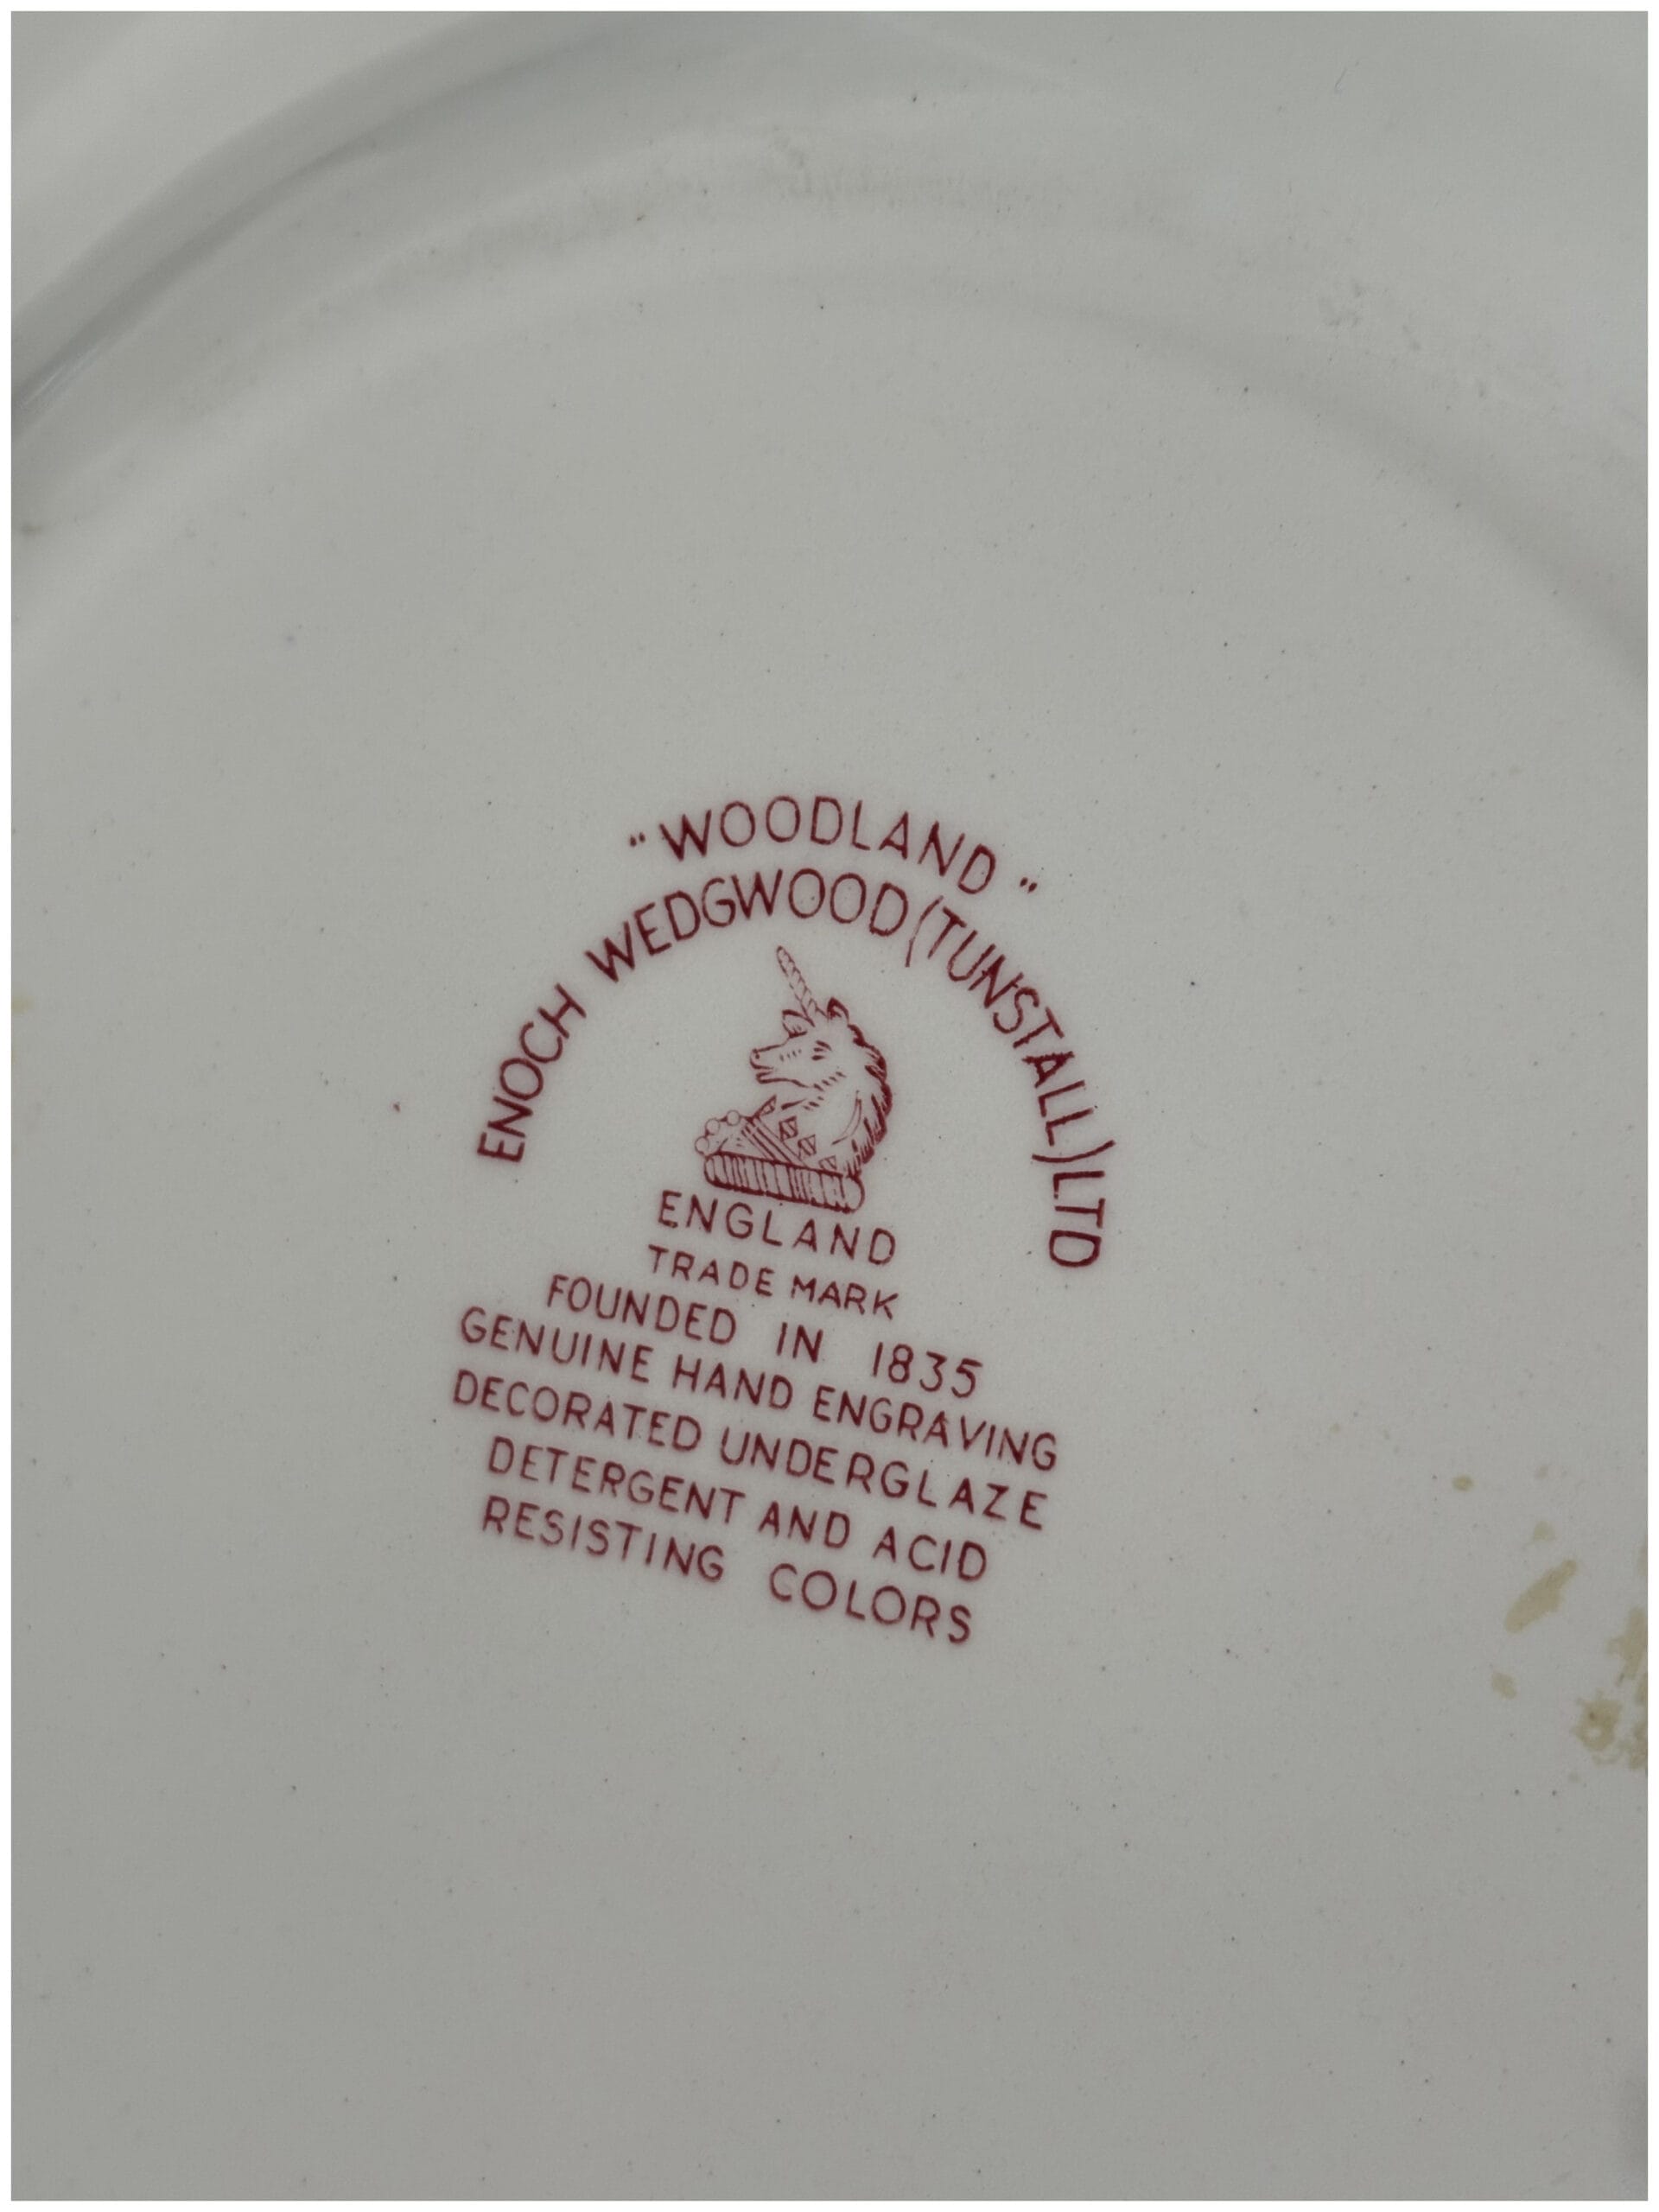 "WOODLAND"
ENOCH WEDGWOOD (TUNSTALL) LTD
ENGLAND
TRADE MARK
FOUNDED IN 1835
GENUINE HAND ENGRAVING
DECORATED UNDERGLAZE
DETERGENT AND ACID
RESISTING COLORS